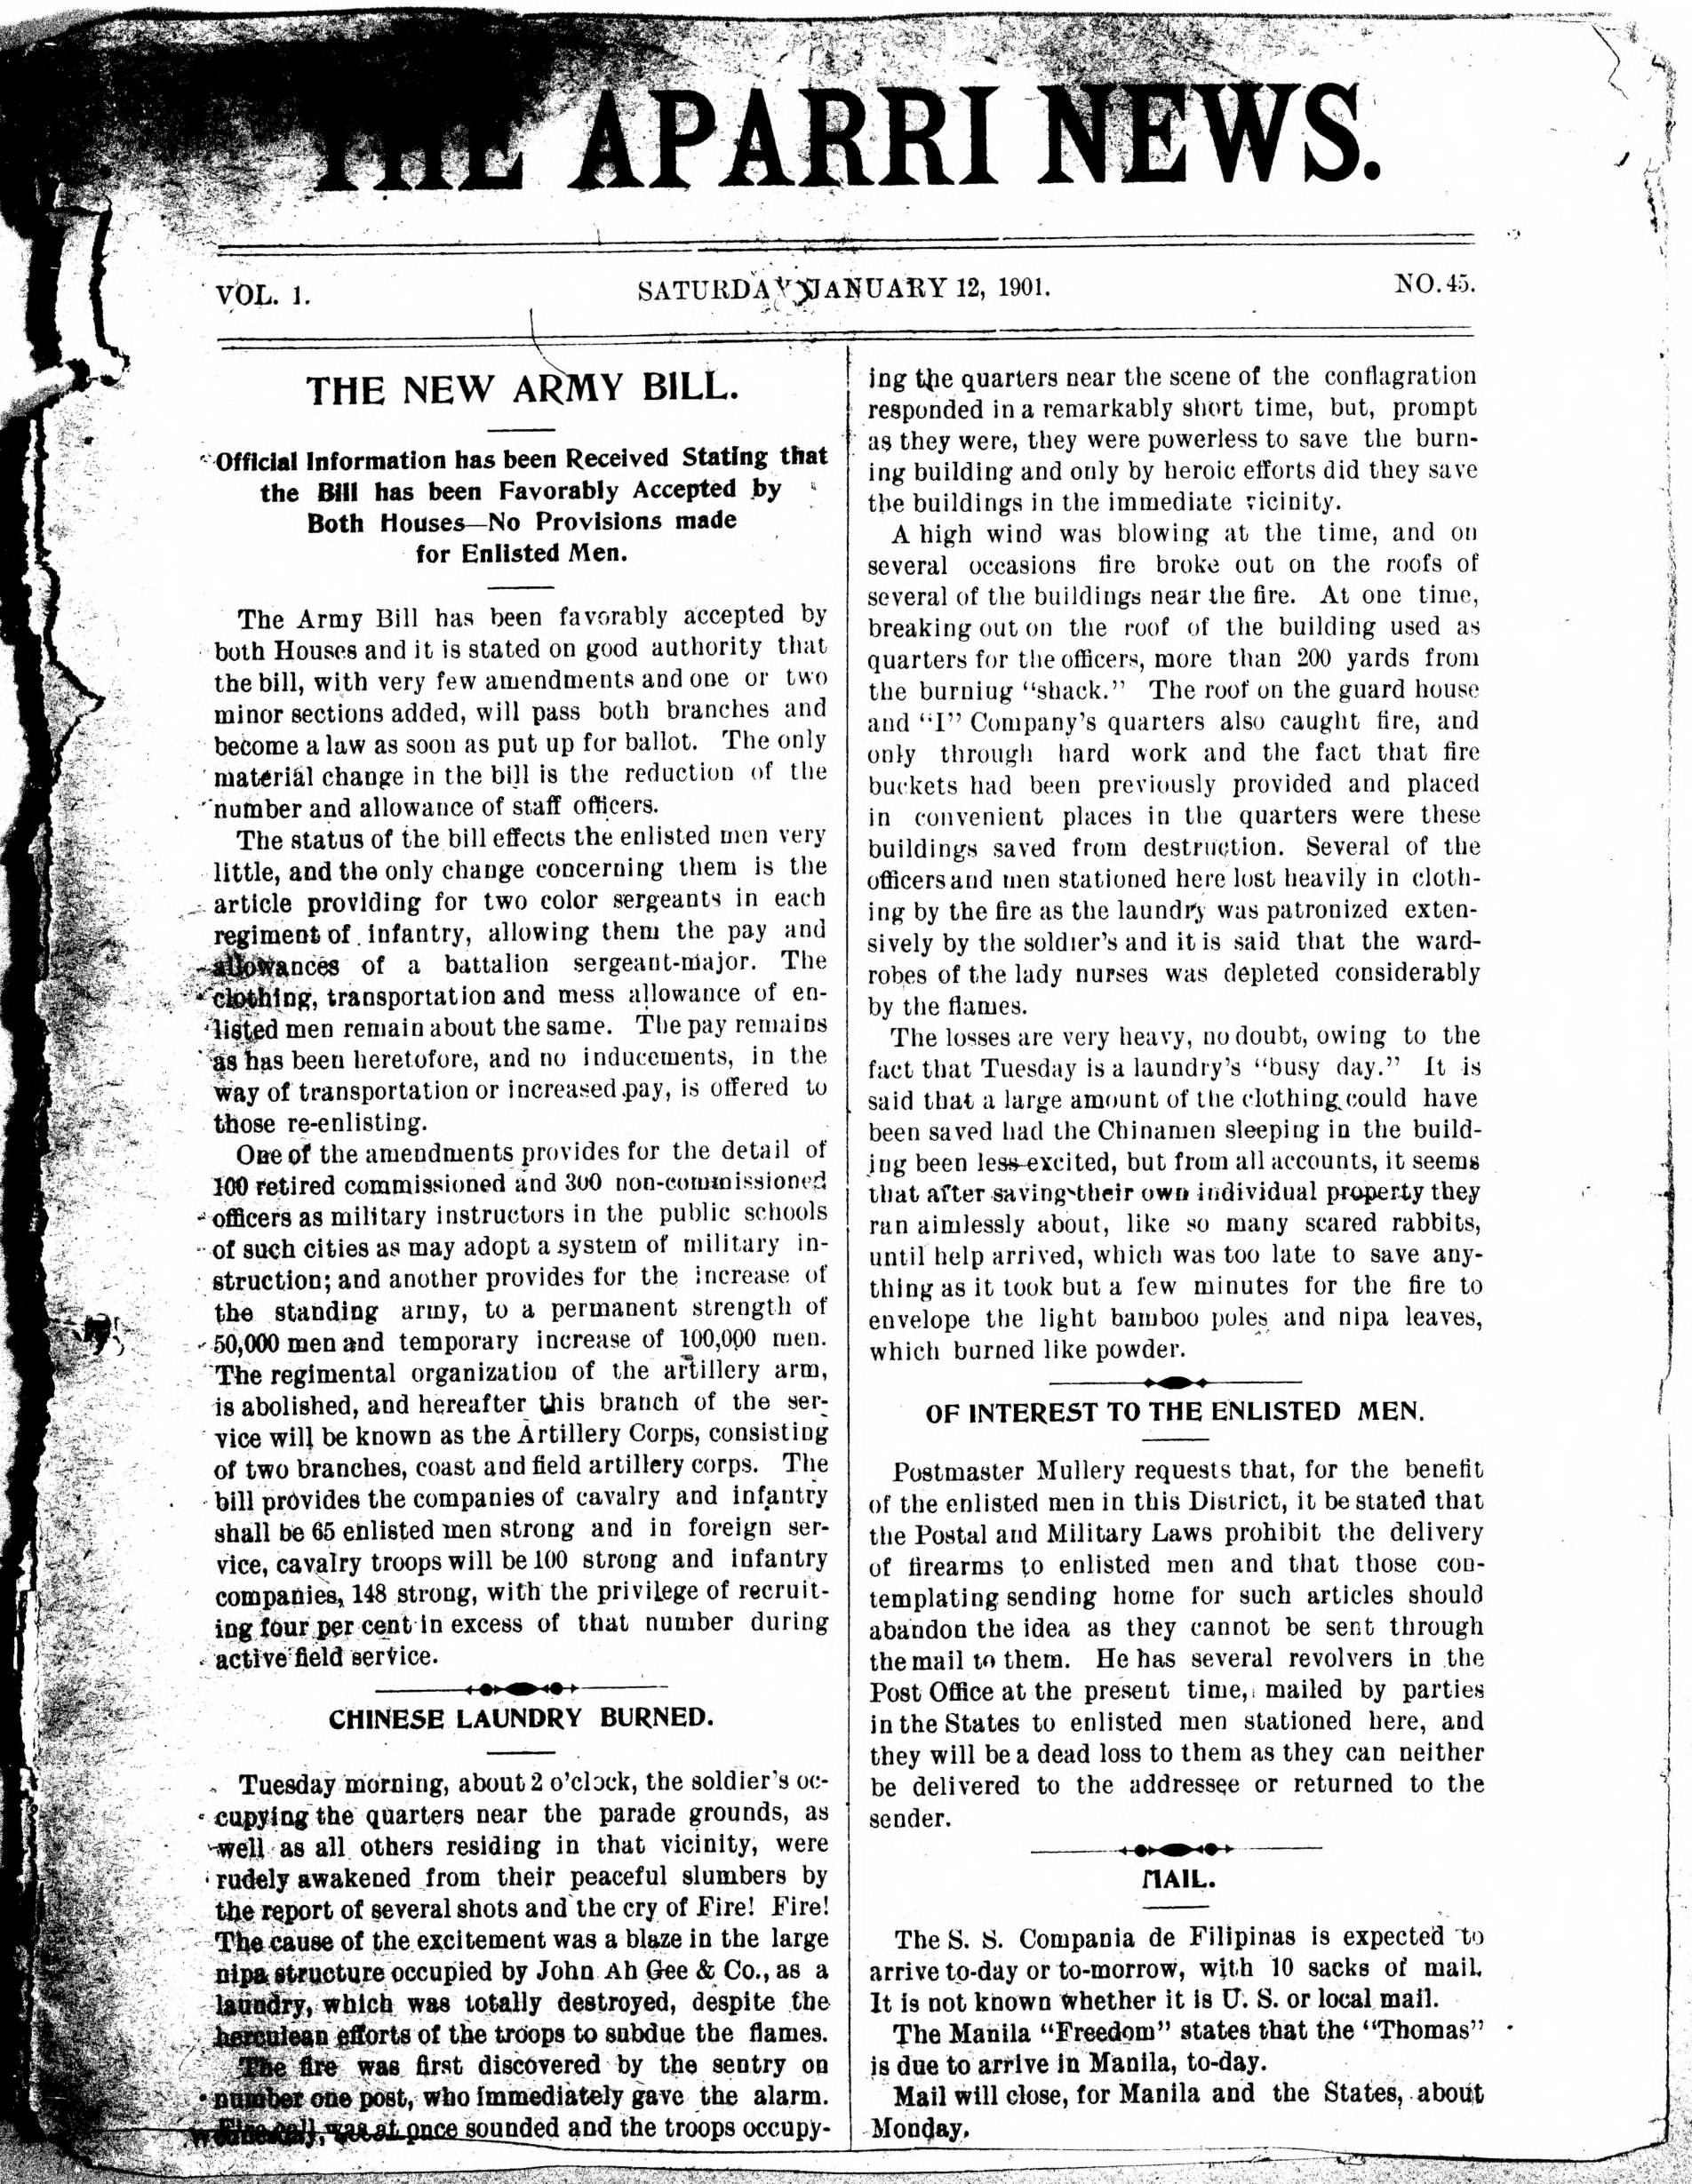 THE APARRI NEWS.
VOL. 1.
SATURDAY JANUARY 12, 1901.
NO. 45.
THE NEW ARMY BILL.
Official Information has been Received Stating that
the Bill has been Favorably Accepted by
Both Houses—No Provisions made
for Enlisted Men.
The Army Bill has been favorably accepted by
both Houses and it is stated on good authority that
the bill, with very few amendments and one or two
minor sections added, will pass both branches and
become a law as soon as put up for ballot. The only
material change in the bill is the reduction of the
number and allowance of staff officers.
The status of the bill effects the enlisted men very
little, and the only change concerning them is the
article providing for two color sergeants in each
regiment of infantry, allowing them the pay and
allowances of a battalion sergeant-major. The
clothing, transportation and mess allowance of en-
listed men remain about the same. The pay remains
as has been heretofore, and no inducements, in the
way of transportation or increased pay, is offered to
those re-enlisting.
One of the amendments provides for the detail of
100 retired commissioned and 300 non-commissioned
officers as military instructors in the public schools
of such cities as may adopt a system of military in-
struction; and another provides for the increase of
the standing army, to a permanent strength of
50,000 men and temporary increase of 100,000 men.
The regimental organization of the artillery arm,
is abolished, and hereafter this branch of the ser-
vice will be known as the Artillery Corps, consisting
of two branches, coast and field artillery corps. The
bill provides the companies of cavalry and infantry
shall be 65 enlisted men strong and in foreign ser-
vice, cavalry troops will be 100 strong and infantry
companies, 148 strong, with the privilege of recruit-
ing four per cent in excess of that number during
active field service.
CHINESE LAUNDRY BURNED.
Tuesday morning, about 2 o'clock, the soldier's oc-
cupying the quarters near the parade grounds, as
well as all others residing in that vicinity, were
rudely awakened from their peaceful slumbers by
the report of several shots and the cry of Fire! Fire!
The cause of the excitement was a blaze in the large
nipa structure occupied by John Ah Gee & Co., as a
laundry, which was totally destroyed, despite the
herculean efforts of the troops to subdue the flames.
The fire was first discovered by the sentry on
number one post, who immediately gave the alarm.
was at once sounded and the troops occupy-
ing the quarters near the scene of the conflagration
responded in a remarkably short time, but, prompt
as they were, they were powerless to save the burn-
ing building and only by heroic efforts did they save
the buildings in the immediate vicinity.
A high wind was blowing at the time, and on
several occasions fire broke out on the roofs of
several of the buildings near the fire. At one time,
breaking out on the roof of the building used as
quarters for the officers, more than 200 yards from
the burniug "shack." The roof on the guard house
and "I" Company's quarters also caught fire, and
only through hard work and the fact that fire
buckets had been previously provided and placed
in convenient places in the quarters were these
buildings saved from destruction. Several of the
officers and men stationed here lost heavily in cloth-
ing by the fire as the laundry was patronized exten-
sively by the soldier's and it is said that the ward-
robes of the lady nurses was depleted considerably
by the flames.
The losses are very heavy, no doubt, owing to the
fact that Tuesday is a laundry's "busy day." It is
said that a large amount of the clothing could have
been saved had the Chinamen sleeping in the build-
ing been less excited, but from all accounts, it seems
that after saving their own individual property they
ran aimlessly about, like so many scared rabbits,
until help arrived, which was too late to save any-
thing as it took but a few minutes for the fire to
envelope the light bamboo poles and nipa leaves,
which burned like powder.
OF INTEREST TO THE ENLISTED MEN.
Postmaster Mullery requests that, for the benefit
of the enlisted men in this District, it be stated that
the Postal and Military Laws prohibit the delivery
of firearms to enlisted men and that those con-
templating sending home for such articles should
abandon the idea as they cannot be sent through
the mail to them. He has several revolvers in the
Post Office at the present time, mailed by parties
in the States to enlisted men stationed here, and
they will be a dead loss to them as they can neither
be delivered to the addressee or returned to the
sender.
MAIL.
The S. S. Compania de Filipinas is expected to
arrive to-day or to-morrow, with 10 sacks of mail.
It is not known whether it is U. S. or local mail.
The Manila "Freedom" states that the "Thomas"
is due to arrive in Manila, to-day.
Mail will close, for Manila and the States, about
Monday.